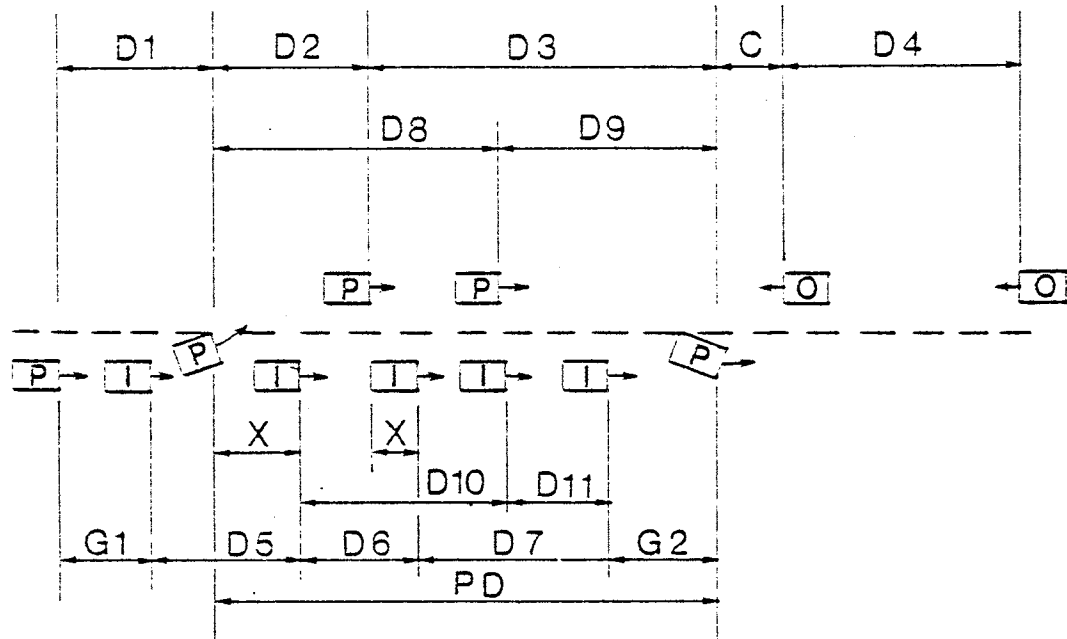 D1 D2 D3 C D4
D8 D9
P P O O
P I P I I I I P
X X
D10 D11
G1 D5 D6 D7 G2
PD